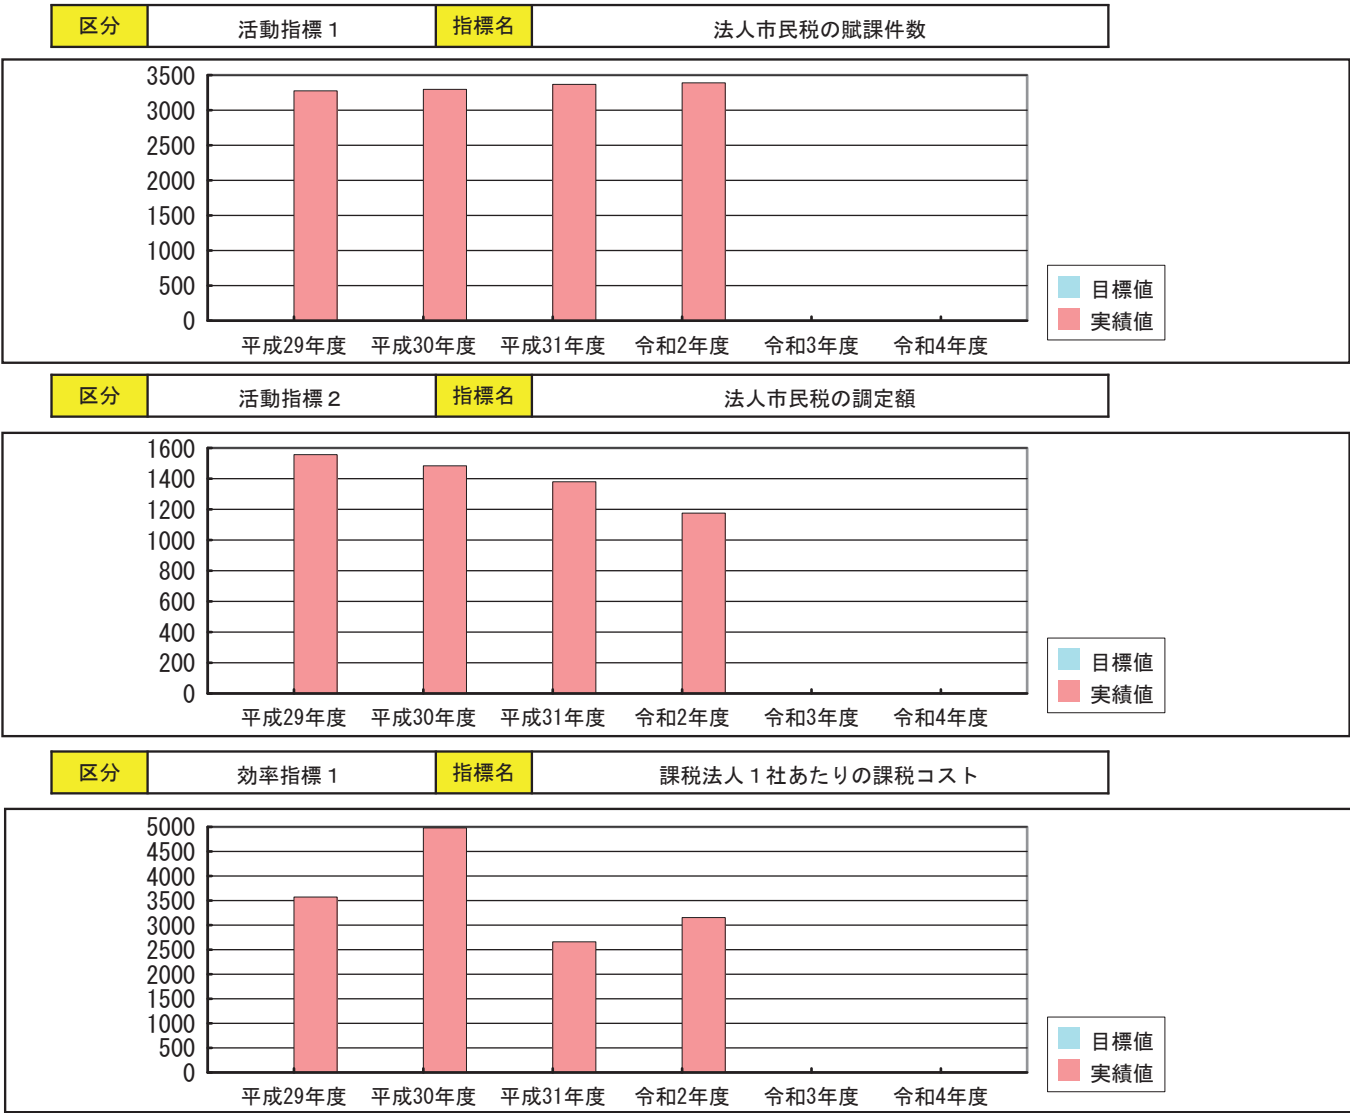 区分 活動指標１ 指標名 法人市民税の賦課件数
3500
3000
2500
2000
1500
1000
500
0
平成29年度 平成30年度 平成31年度 令和2年度 令和3年度 令和4年度
目標値
実績値
区分 活動指標２ 指標名 法人市民税の調定額
1600
1400
1200
1000
800
600
400
200
0
平成29年度 平成30年度 平成31年度 令和2年度 令和3年度 令和4年度
目標値
実績値
区分 効率指標１ 指標名 課税法人１社あたりの課税コスト
5000
4500
4000
3500
3000
2500
2000
1500
1000
500
0
平成29年度 平成30年度 平成31年度 令和2年度 令和3年度 令和4年度
目標値
実績値